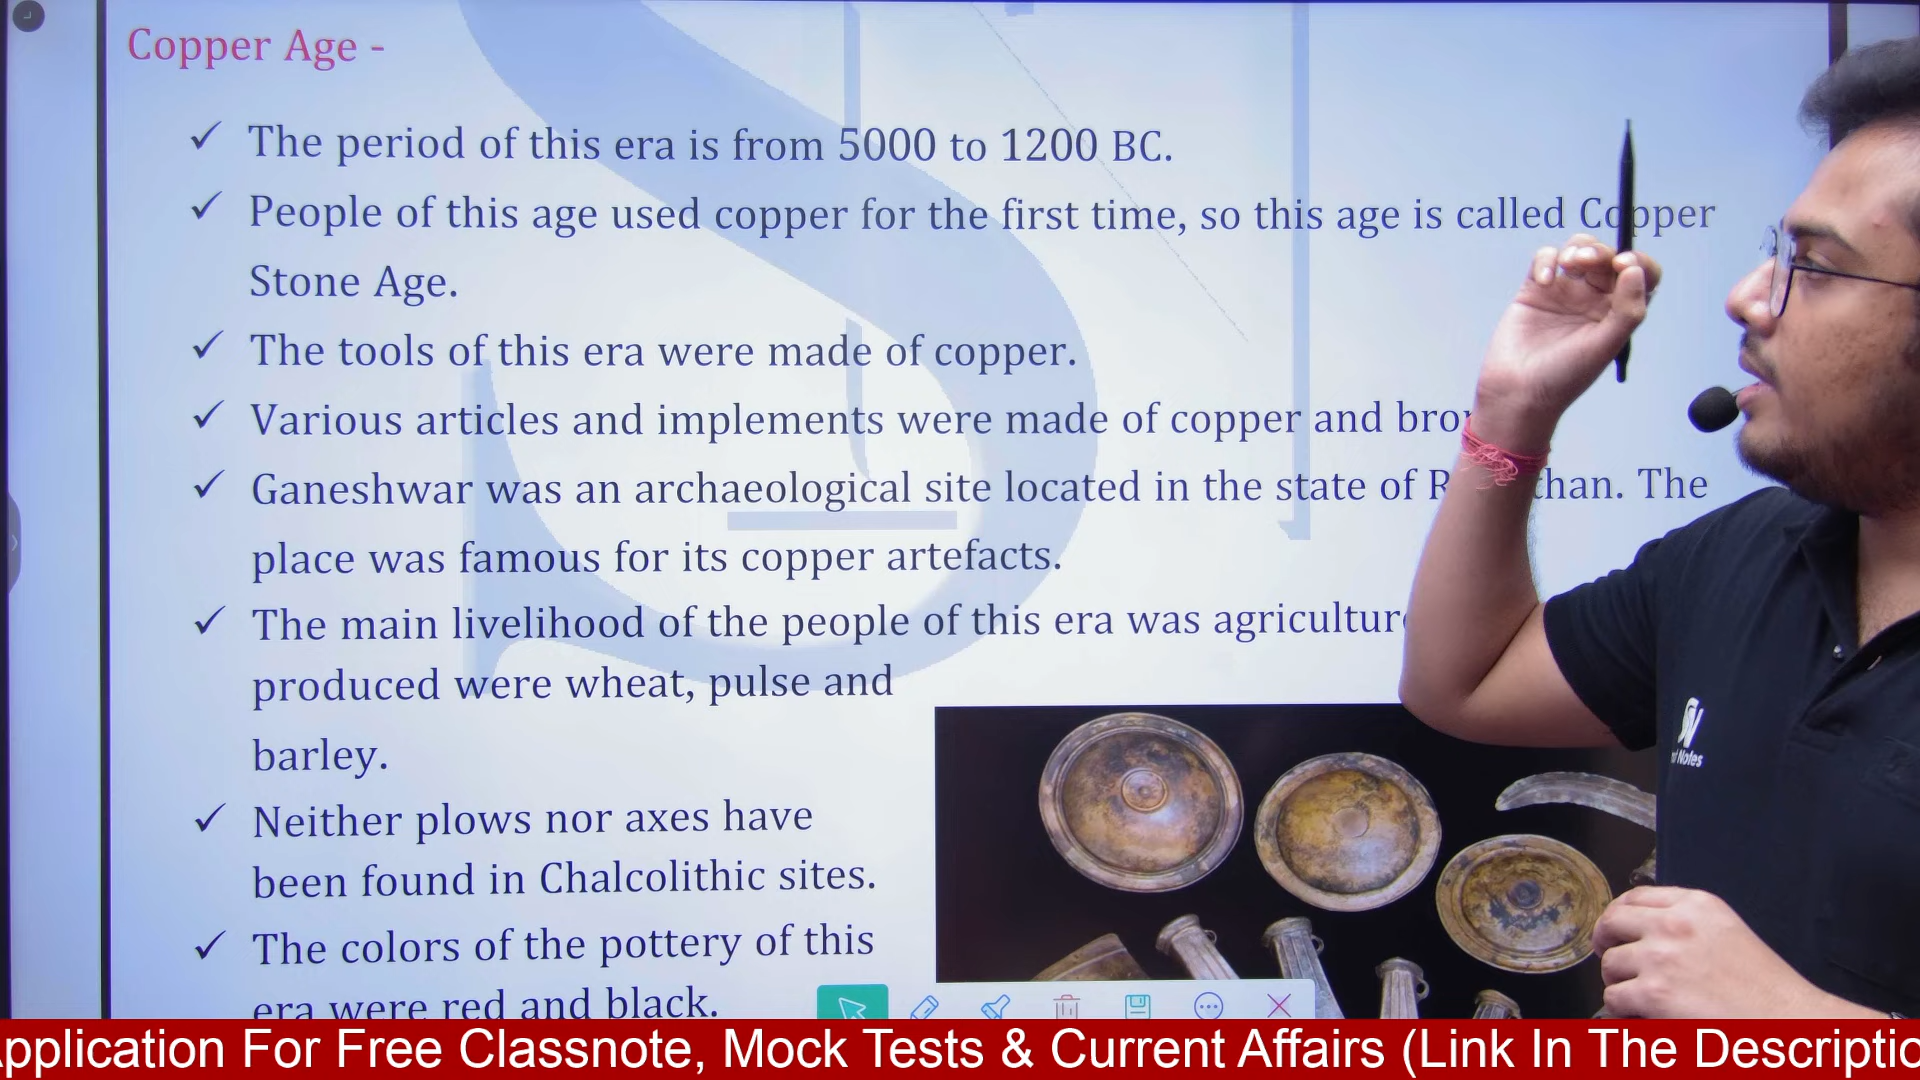 Copper Age -
✓ The period of this era is from 5000 to 1200 BC.
✓ People of this age used copper for the first time, so this age is called Copper
Stone Age.
✓ The tools of this era were made of copper.
✓ Various articles and implements were made of copper and
✓ Ganeshwar was an archaeological site located in the state of The
place was famous for its copper artefacts.
✓ The main livelihood of the people of this era was
produced were wheat, pulse and
barley.
✓ Neither plows nor axes have
been found in Chalcolithic sites.
✓ The colors of the pottery of this
era were red and black.
Notes
For Free Classnote, Mock Tests & Current Affairs (Link In The